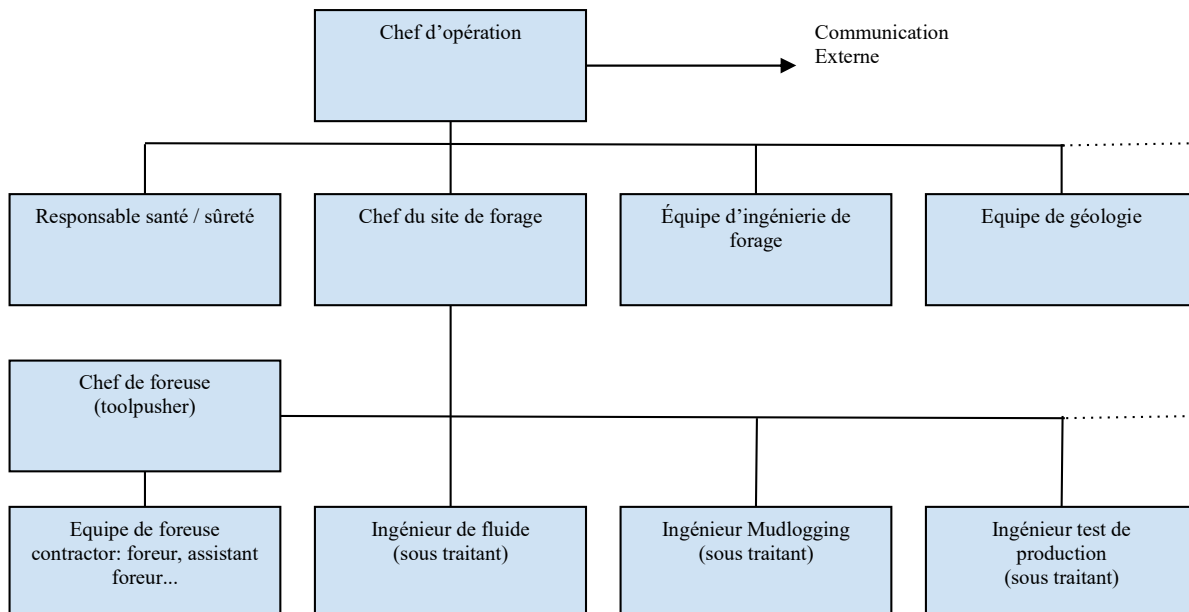 Chef d’opération
Communication
Externe
Responsable santé / sûreté
Chef du site de forage
Équipe d’ingénierie de
forage
Equipe de géologie
Chef de foreuse
(toolpusher)
Equipe de foreuse
contractor: foreur, assistant
foreur...
Ingénieur de fluide
(sous traitant)
Ingénieur Mudlogging
(sous traitant)
Ingénieur test de
production
(sous traitant)